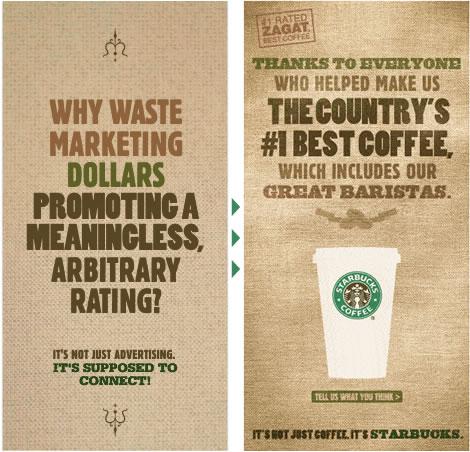 WHY WASTE
MARKETING
DOLLARS
PROMOTING A
MEANINGLESS,
ARBITRARY
RATING?
IT'S NOT JUST ADVERTISING.
IT'S SUPPOSED TO
CONNECT!
#1 RATED
ZAGAT.
BEST COFFEE
THANKS TO EVERYONE
WHO HELPED MAKE US
THE COUNTRY'S
#1 BEST COFFEE,
WHICH INCLUDES OUR
GREAT BARISTAS.
STARBUCKS
COFFEE
TELL US WHAT YOU THINK >
IT'S NOT JUST COFFEE. IT'S STARBUCKS.